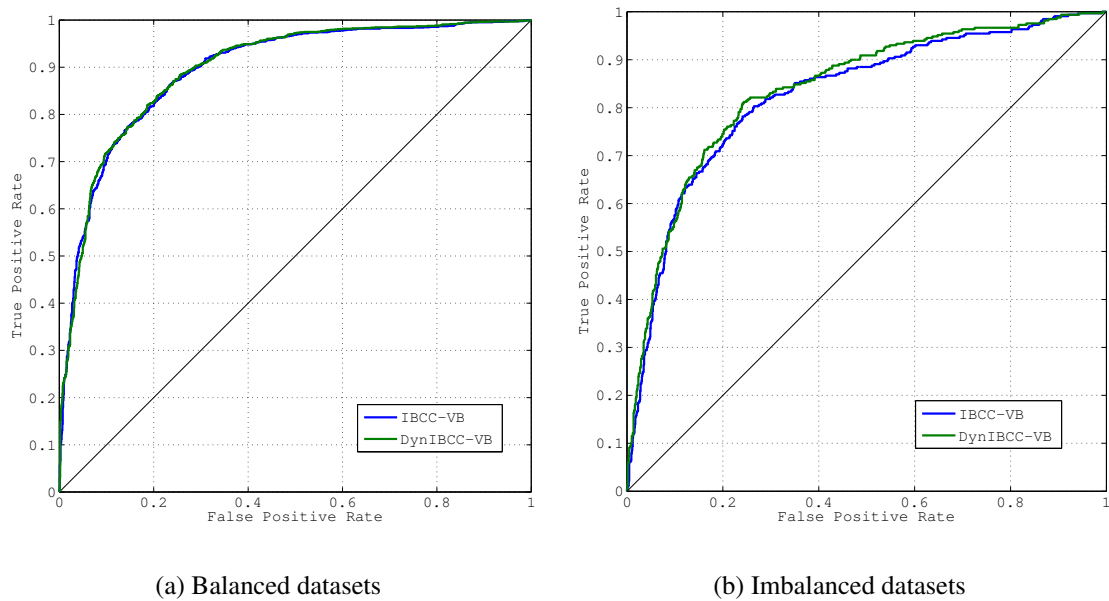 1
0.9
0.8
0.7
0.6
0.5
0.4
0.3
0.2
0.1
0
True Positive Rate
IBCC-VB
DynIBCC-VB
0 0.2 0.4 0.6 0.8 1
False Positive Rate
(a) Balanced datasets
1
0.9
0.8
0.7
0.6
0.5
0.4
0.3
0.2
0.1
0
True Positive Rate
IBCC-VB
DynIBCC-VB
0 0.2 0.4 0.6 0.8 1
False Positive Rate
(b) Imbalanced datasets